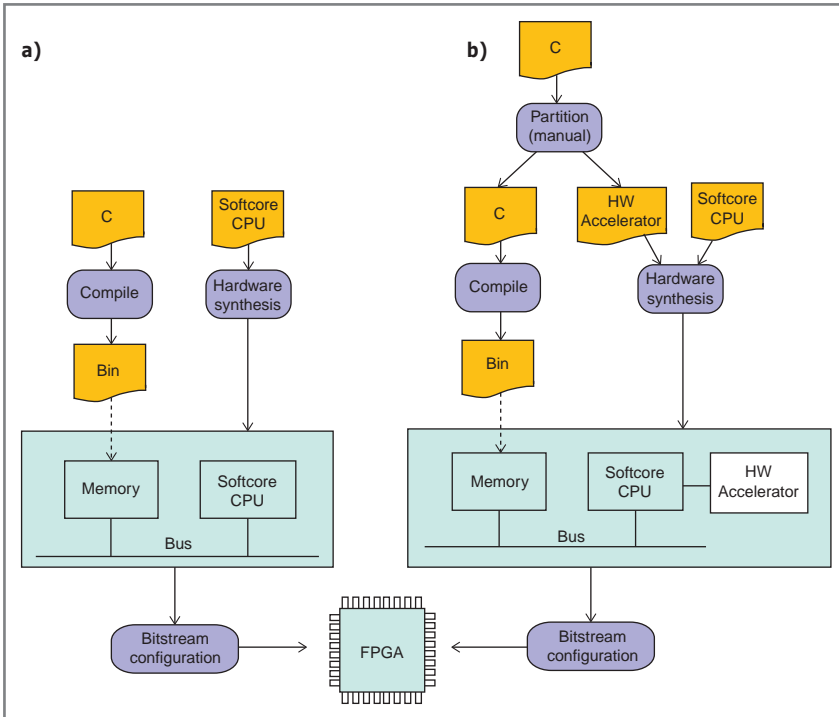 a)
C
Softcore
CPU
Compile
Hardware
synthesis
Bin
Memory
Softcore
CPU
Bus
Bitstream
configuration
b)
C
Partition
(manual)
C
HW
Accelerator
Softcore
CPU
Compile
Hardware
synthesis
Bin
Memory
Softcore
CPU
HW
Accelerator
Bus
Bitstream
configuration
FPGA